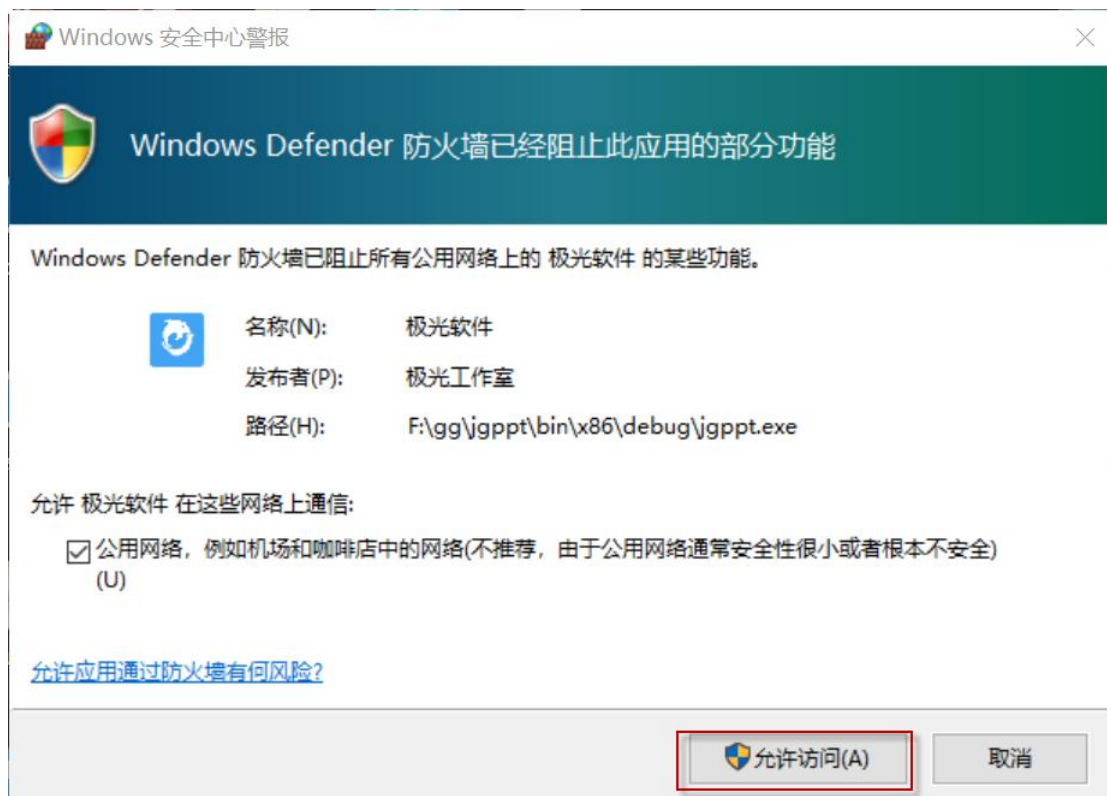 Windows 安全中心警报
Windows Defender 防火墙已经阻止此应用的部分功能
Windows Defender 防火墙已阻止所有公用网络上的 极光软件 的某些功能。
名称(N): 极光软件
发布者(P): 极光工作室
路径(H): F:\gg\jgppt\bin\x86\debug\jgppt.exe
允许 极光软件 在这些网络上通信:
公用网络，例如机场和咖啡店中的网络(不推荐，由于公用网络通常安全性很小或者根本不安全)
(U)
允许应用通过防火墙有何风险?
允许访问(A) 取消